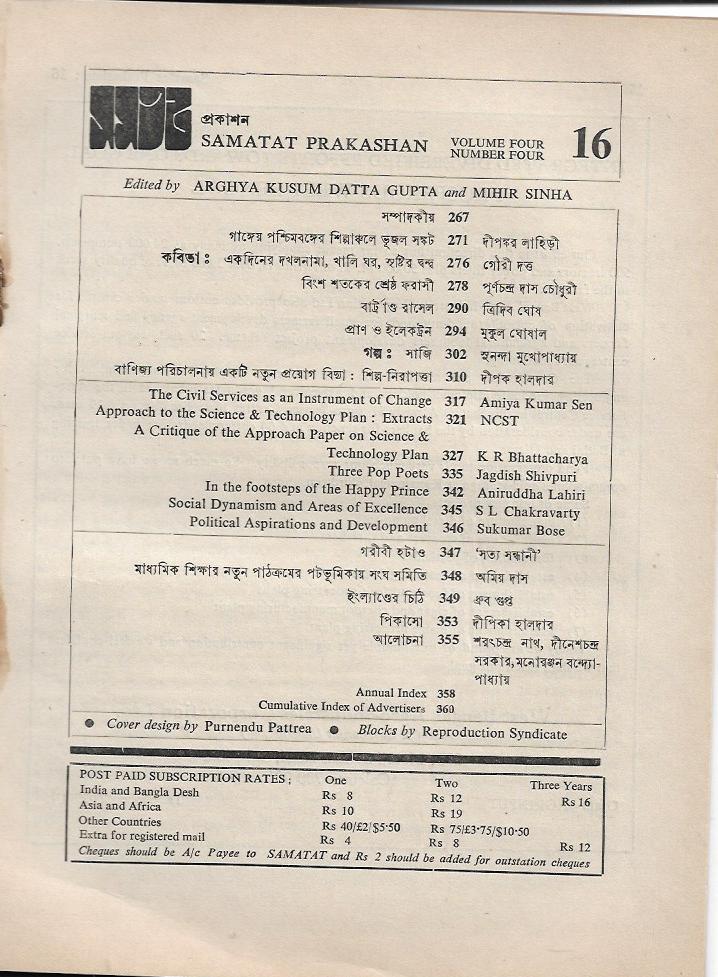 সমতট প্রকাশন
SAMATAT PRAKASHAN VOLUME FOUR NUMBER FOUR 16
Edited by ARGHYA KUSUM DATTA GUPTA and MIHIR SINHA
সম্পাদকীয় 267
গাঙ্গেয় পশ্চিমবঙ্গের শিল্পাঞ্চলে ভূজল সঙ্কট 271 দীপঙ্কর লাহিড়ী
কবিতা : একদিনের দখলনামা, খালি ঘর, সৃষ্টির দ্বন্দ্ব 276 গৌরী দত্ত
বিংশ শতকের শ্রেষ্ঠ ফরাসী 278 পূর্ণচন্দ্র দাস চৌধুরী
বার্ট্রাণ্ড রাসেল 290 ত্রিদিব ঘোষ
প্রাণ ও ইলেকট্রন 294 মুকুল ঘোষাল
গল্প : সাজি 302 সুনন্দা মুখোপাধ্যায়
বাণিজ্য পরিচালনায় একটি নতুন প্রয়োগ বিদ্যা : শিল্প-নিরাপত্তা 310 দীপক হালদার
The Civil Services as an Instrument of Change 317 Amiya Kumar Sen
Approach to the Science & Technology Plan : Extracts 321 NCST
A Critique of the Approach Paper on Science &
Technology Plan 327 K R Bhattacharya
Three Pop Poets 335 Jagdish Shivpuri
In the footsteps of the Happy Prince 342 Aniruddha Lahiri
Social Dynamism and Areas of Excellence 345 S L Chakravarty
Political Aspirations and Development 346 Sukumar Bose
গরীবী হটাও 347 ‘সত্য সন্ধানী’
মাধ্যমিক শিক্ষার নতুন পাঠক্রমের পটভূমিকায় সংঘ সমিতি 348 অমিয় দাস
ইংল্যাণ্ডের চিঠি 349 ধ্রুব গুপ্ত
পিকাসো 353 দীপিকা হালদার
আলোচনা 355 শরৎচন্দ্র নাথ, দীনেশচন্দ্র
সরকার, মনোরঞ্জন বন্দ্যো-
পাধ্যায়
Annual Index 358
Cumulative Index of Advertisers 360
● Cover design by Purnendu Pattrea ● Blocks by Reproduction Syndicate
POST PAID SUBSCRIPTION RATES ; One Two Three Years
India and Bangla Desh Rs 8 Rs 12 Rs 16
Asia and Africa Rs 10 Rs 19
Other Countries Rs 40/£2/$5·50 Rs 75/£3·75/$10·50
Extra for registered mail Rs 4 Rs 8 Rs 12
Cheques should be A/c Payee to SAMATAT and Rs 2 should be added for outstation cheques